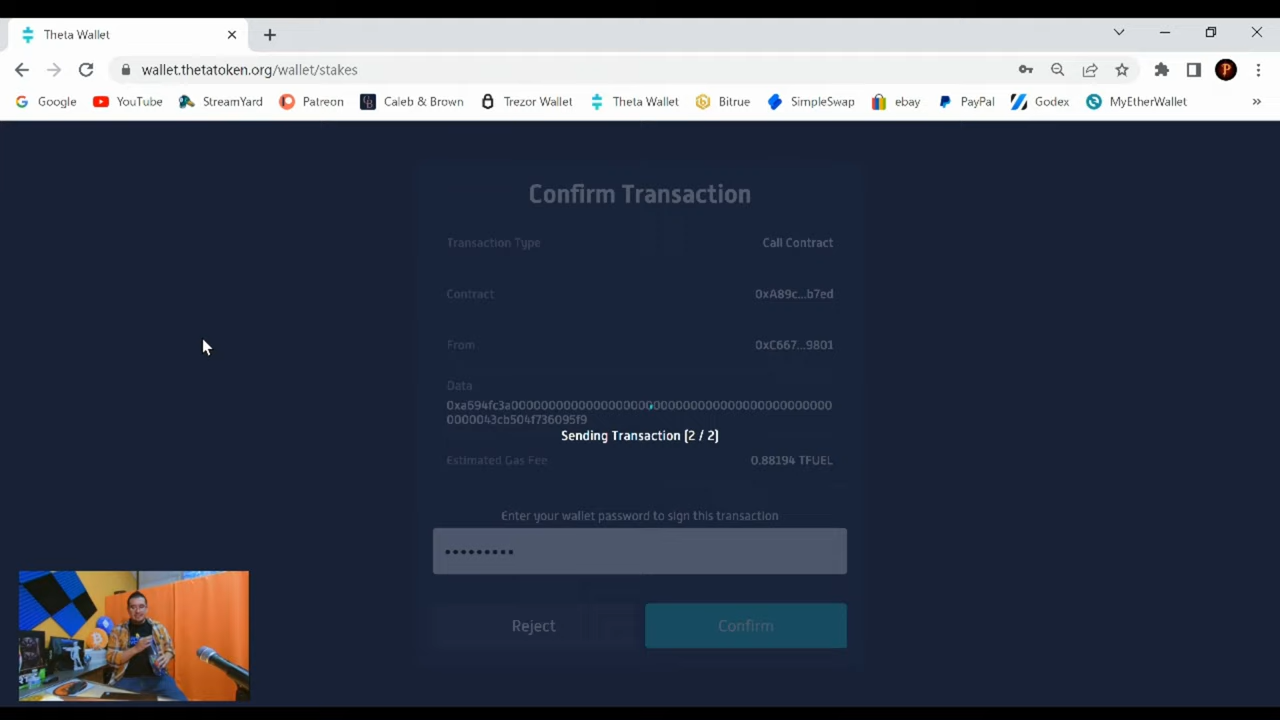 Theta Wallet
wallet.thetatoken.org/wallet/stakes
Google YouTube StreamYard Patreon Caleb & Brown Trezor Wallet Theta Wallet Bitrue SimpleSwap ebay PayPal Godex MyEtherWallet »
Confirm Transaction
Transaction Type Call Contract
Contract 0xA89c...b7ed
From 0xC667...9801
Data
0xa694fc3a00000000000000000000000000000000000000000000
0000043cb504f736095f9
Sending Transaction [2 / 2]
Estimated Gas Fee 0.88194 TFUEL
Enter your wallet password to sign this transaction
•••••••••
Reject Confirm